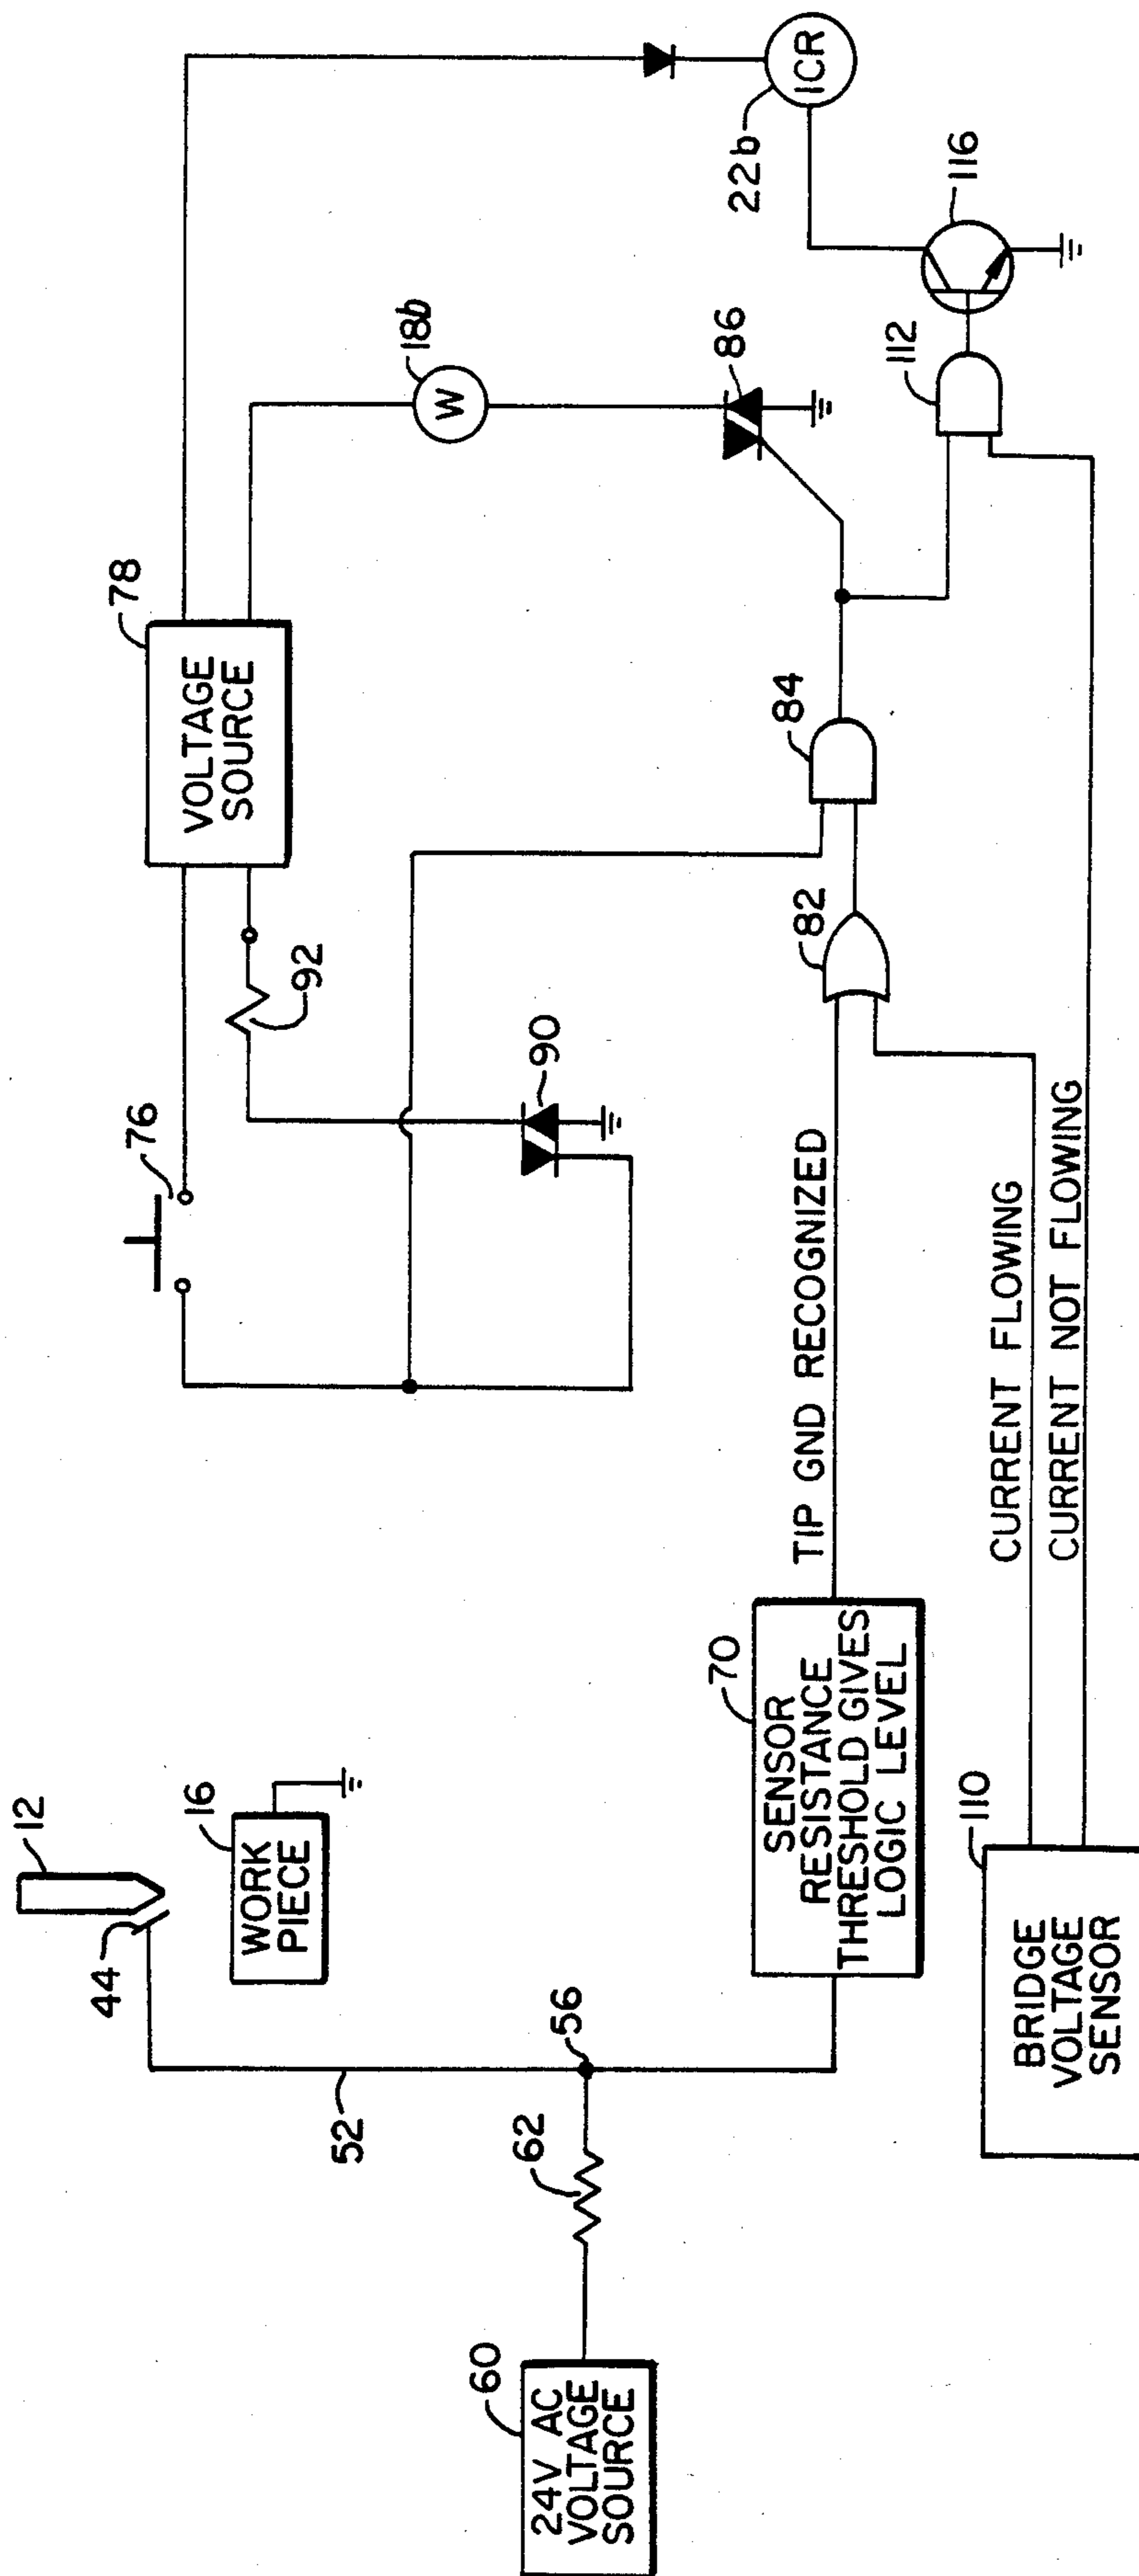 12
44
16
WORK
PIECE
52
56
62
60
24V AC
VOLTAGE
SOURCE
70
SENSOR
RESISTANCE
THRESHOLD GIVES
LOGIC LEVEL
110
BRIDGE
VOLTAGE
SENSOR
TIP GND RECOGNIZED
CURRENT FLOWING
CURRENT NOT FLOWING
76
92
90
78
VOLTAGE
SOURCE
82
84
18b
W
86
112
116
22b
ICR